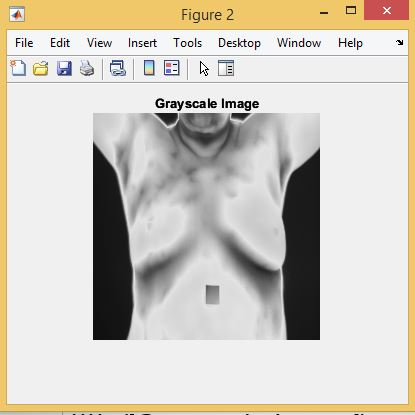 Figure 2
File Edit View Insert Tools Desktop Window Help
Grayscale Image